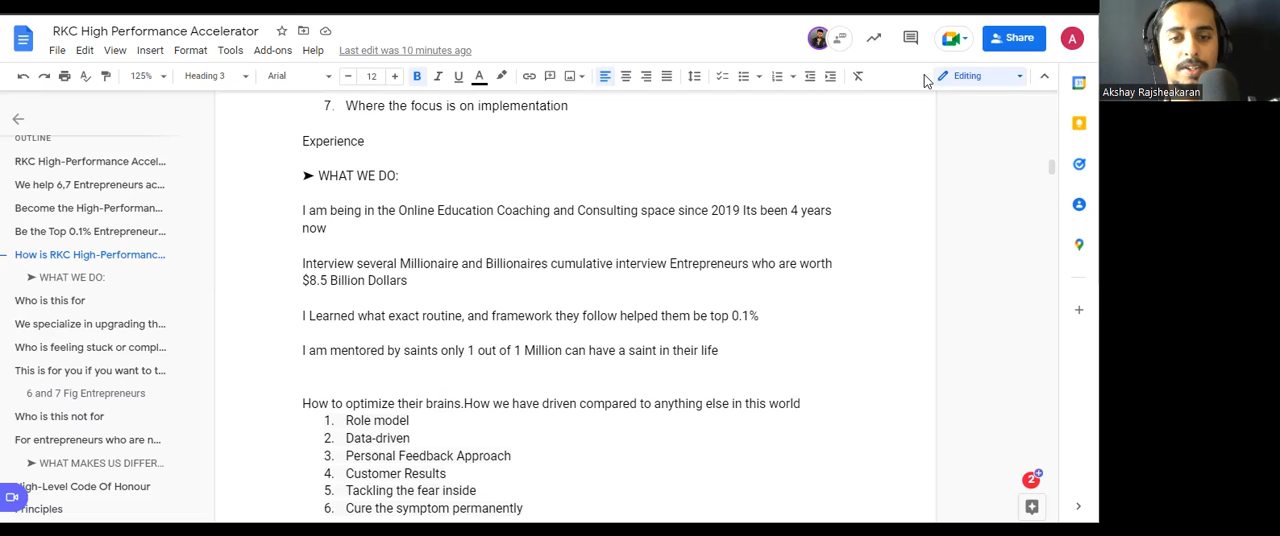 RKC High Performance Accelerator
File Edit View Insert Format Tools Add-ons Help Last edit was 10 minutes ago
Share
A
125% Heading 3 Arial 12 B I U A Editing
OUTLINE
RKC High-Performance Accel...
We help 6,7 Entrepreneurs ac...
Become the High-Performan...
Be the Top 0.1% Entrepreneur...
How is RKC High-Performanc...
➤ WHAT WE DO:
Who is this for
We specialize in upgrading th...
Who is feeling stuck or compl...
This is for you if you want to t...
6 and 7 Fig Entrepreneurs
Who is this not for
For entrepreneurs who are n...
➤ WHAT MAKES US DIFFER...
High-Level Code Of Honour
Principles
7. Where the focus is on implementation
Experience
➤ WHAT WE DO:
I am being in the Online Education Coaching and Consulting space since 2019 Its been 4 years
now
Interview several Millionaire and Billionaires cumulative interview Entrepreneurs who are worth
$8.5 Billion Dollars
I Learned what exact routine, and framework they follow helped them be top 0.1%
I am mentored by saints only 1 out of 1 Million can have a saint in their life
How to optimize their brains.How we have driven compared to anything else in this world
1. Role model
2. Data-driven
3. Personal Feedback Approach
4. Customer Results
5. Tackling the fear inside
6. Cure the symptom permanently
2
Akshay Rajsheakaran